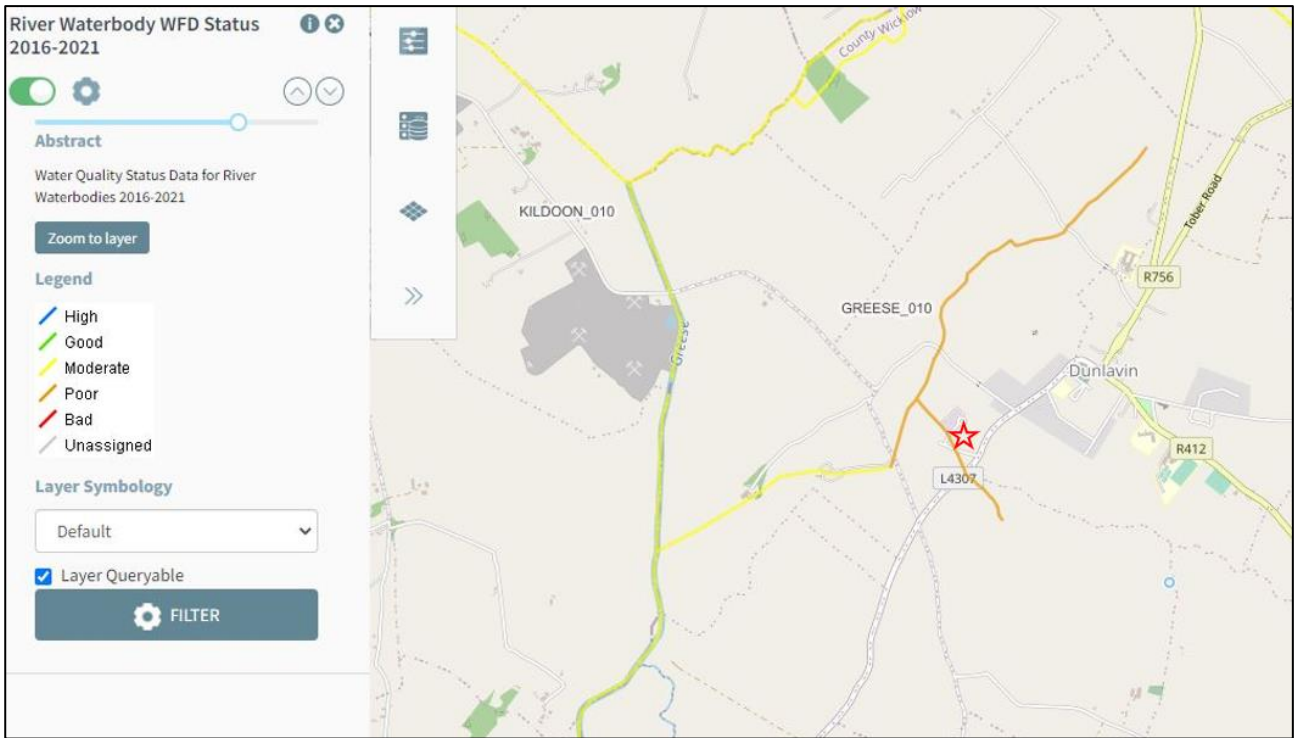 River Waterbody WFD Status
2016-2021
Abstract
Water Quality Status Data for River
Waterbodies 2016-2021
Zoom to layer
Legend
High
Good
Moderate
Poor
Bad
Unassigned
Layer Symbology
Default
Layer Queryable
FILTER
County Wicklow
KILDOON_010
Greese
GREESE_010
Tober Road
R756
Dunlavin
R412
L4307